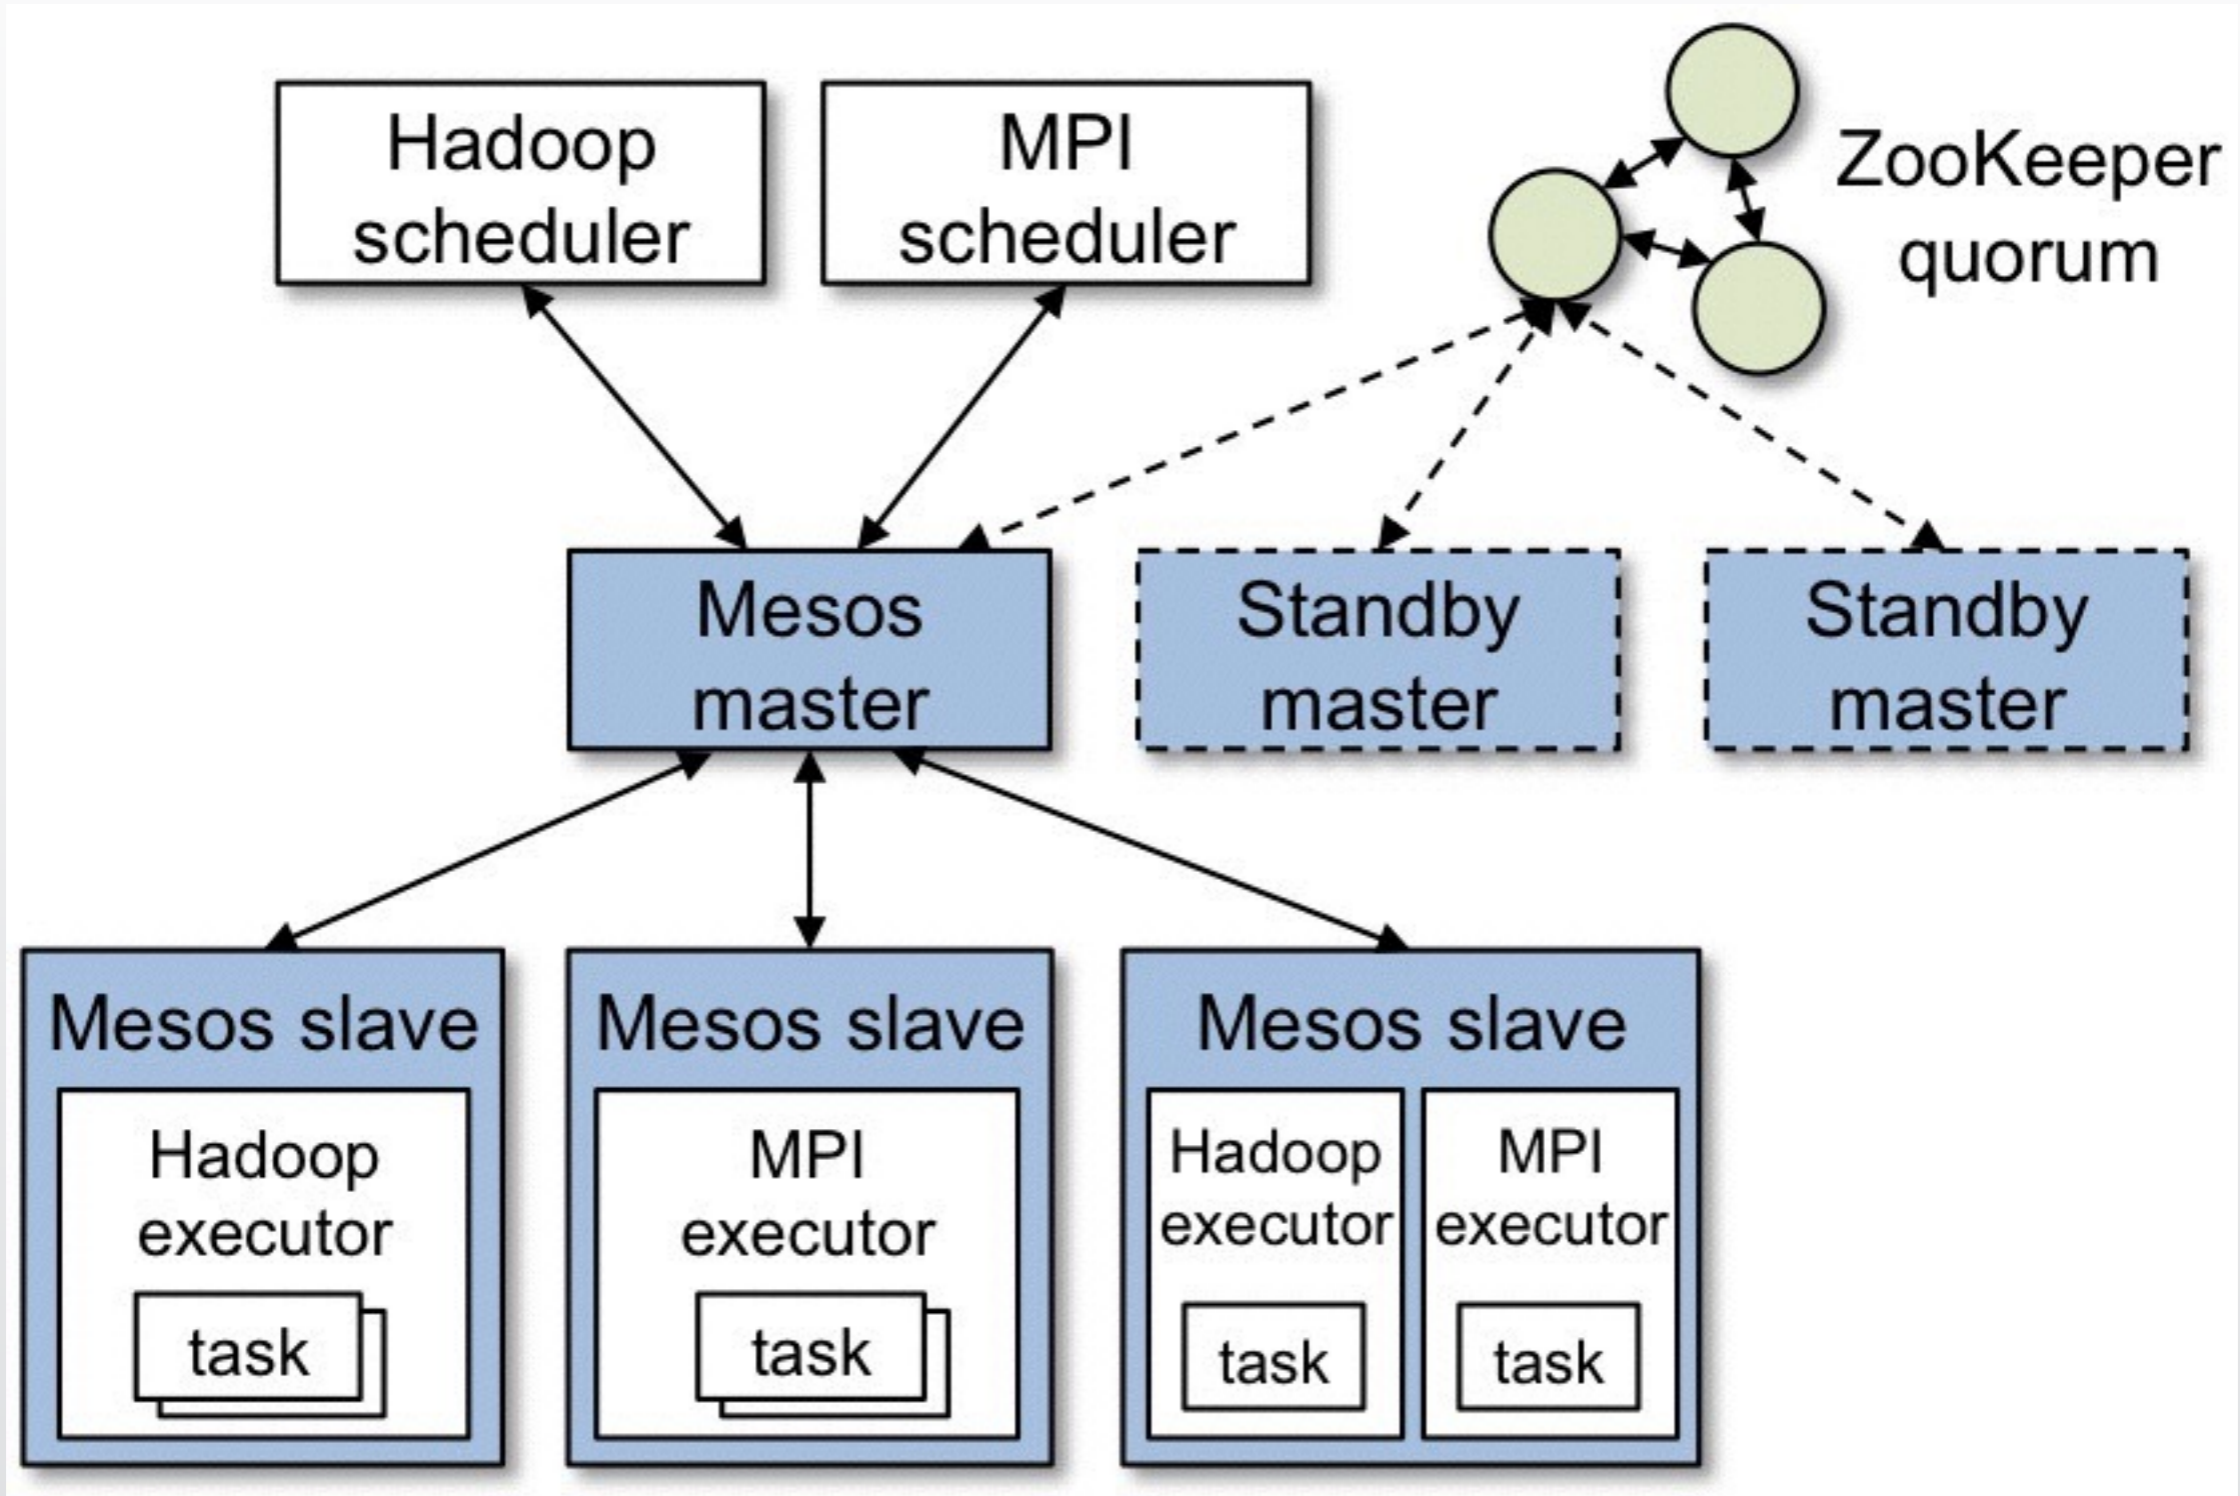 Hadoop
scheduler
MPI
scheduler
ZooKeeper
quorum
Mesos
master
Standby
master
Standby
master
Mesos slave
Hadoop
executor
task
Mesos slave
MPI
executor
task
Mesos slave
Hadoop
executor
task
MPI
executor
task